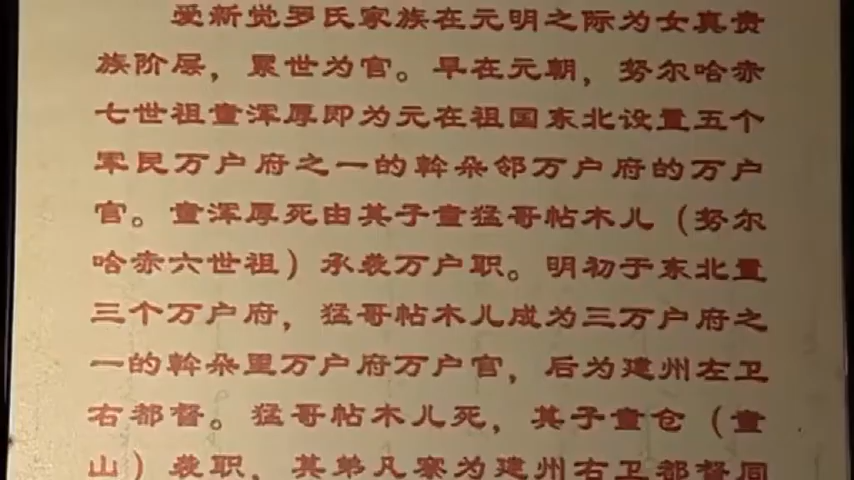 爱新觉罗氏家族在元明之际为女真贵
族阶层，累世为官。早在元朝，努尔哈赤
七世祖童浑厚即为元在祖国东北设置五个
军民万户府之一的斡朵邻万户府的万户
官。童浑厚死由其子童猛哥帖木儿（努尔
哈赤六世祖）承袭万户职。明初于东北置
三个万户府，猛哥帖木儿成为三万户府之
一的斡朵里万户府万户官，后为建州左卫
右都督。猛哥帖木儿死，其子童仓（童
山）袭职，其弟凡察为建州右卫都督同